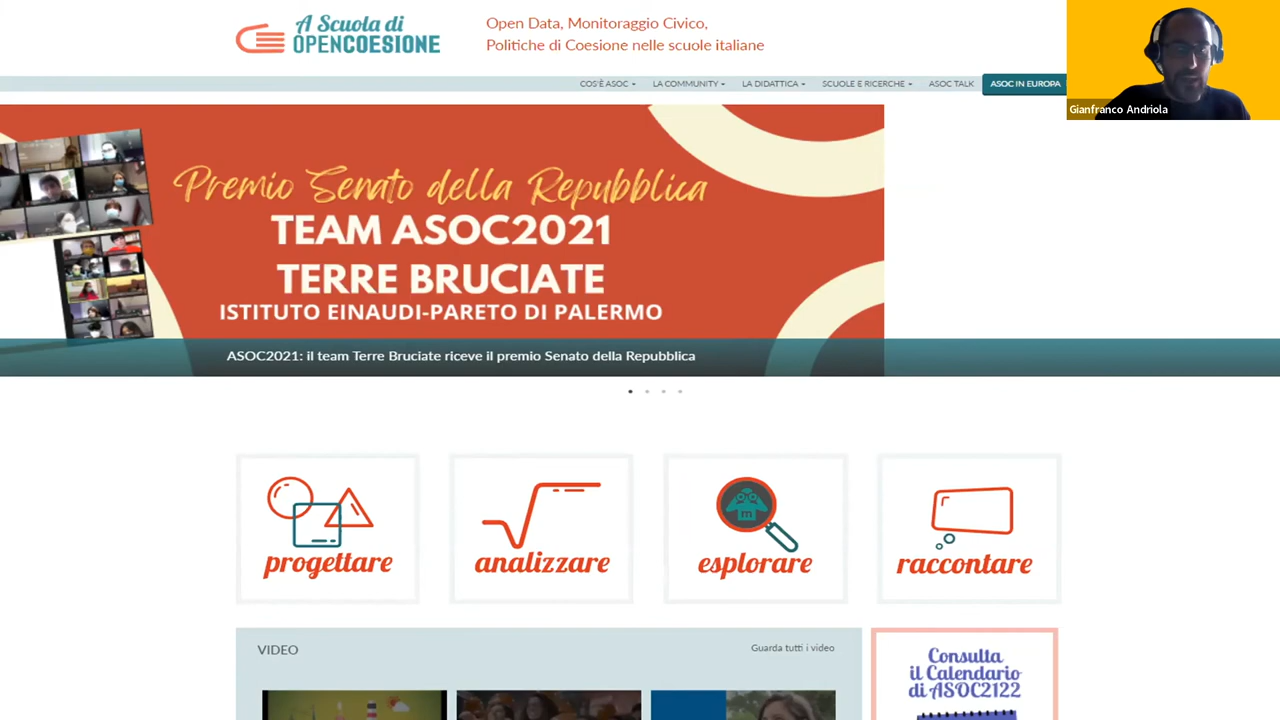 A Scuola di
OPENCOESIONE
Open Data, Monitoraggio Civico,
Politiche di Coesione nelle scuole italiane
COS'È ASOC
LA COMMUNITY
LA DIDATTICA
SCUOLE E RICERCHE
ASOC TALK
ASOC IN EUROPA
Gianfranco Andriola
Premio Senato della Repubblica
TEAM ASOC2021
TERRE BRUCIATE
ISTITUTO EINAUDI-PARETO DI PALERMO
ASOC2021: il team Terre Bruciate riceve il premio Senato della Repubblica
progettare
analizzare
m
esplorare
raccontare
VIDEO
Guarda tutti i video
Consulta
il Calendario
di ASOC2122